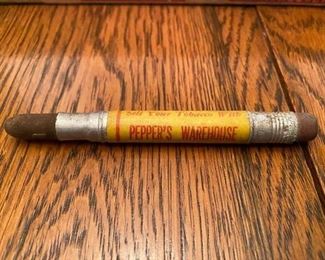 Sell Your Tobacco With
PEPPER'S WAREHOUSE